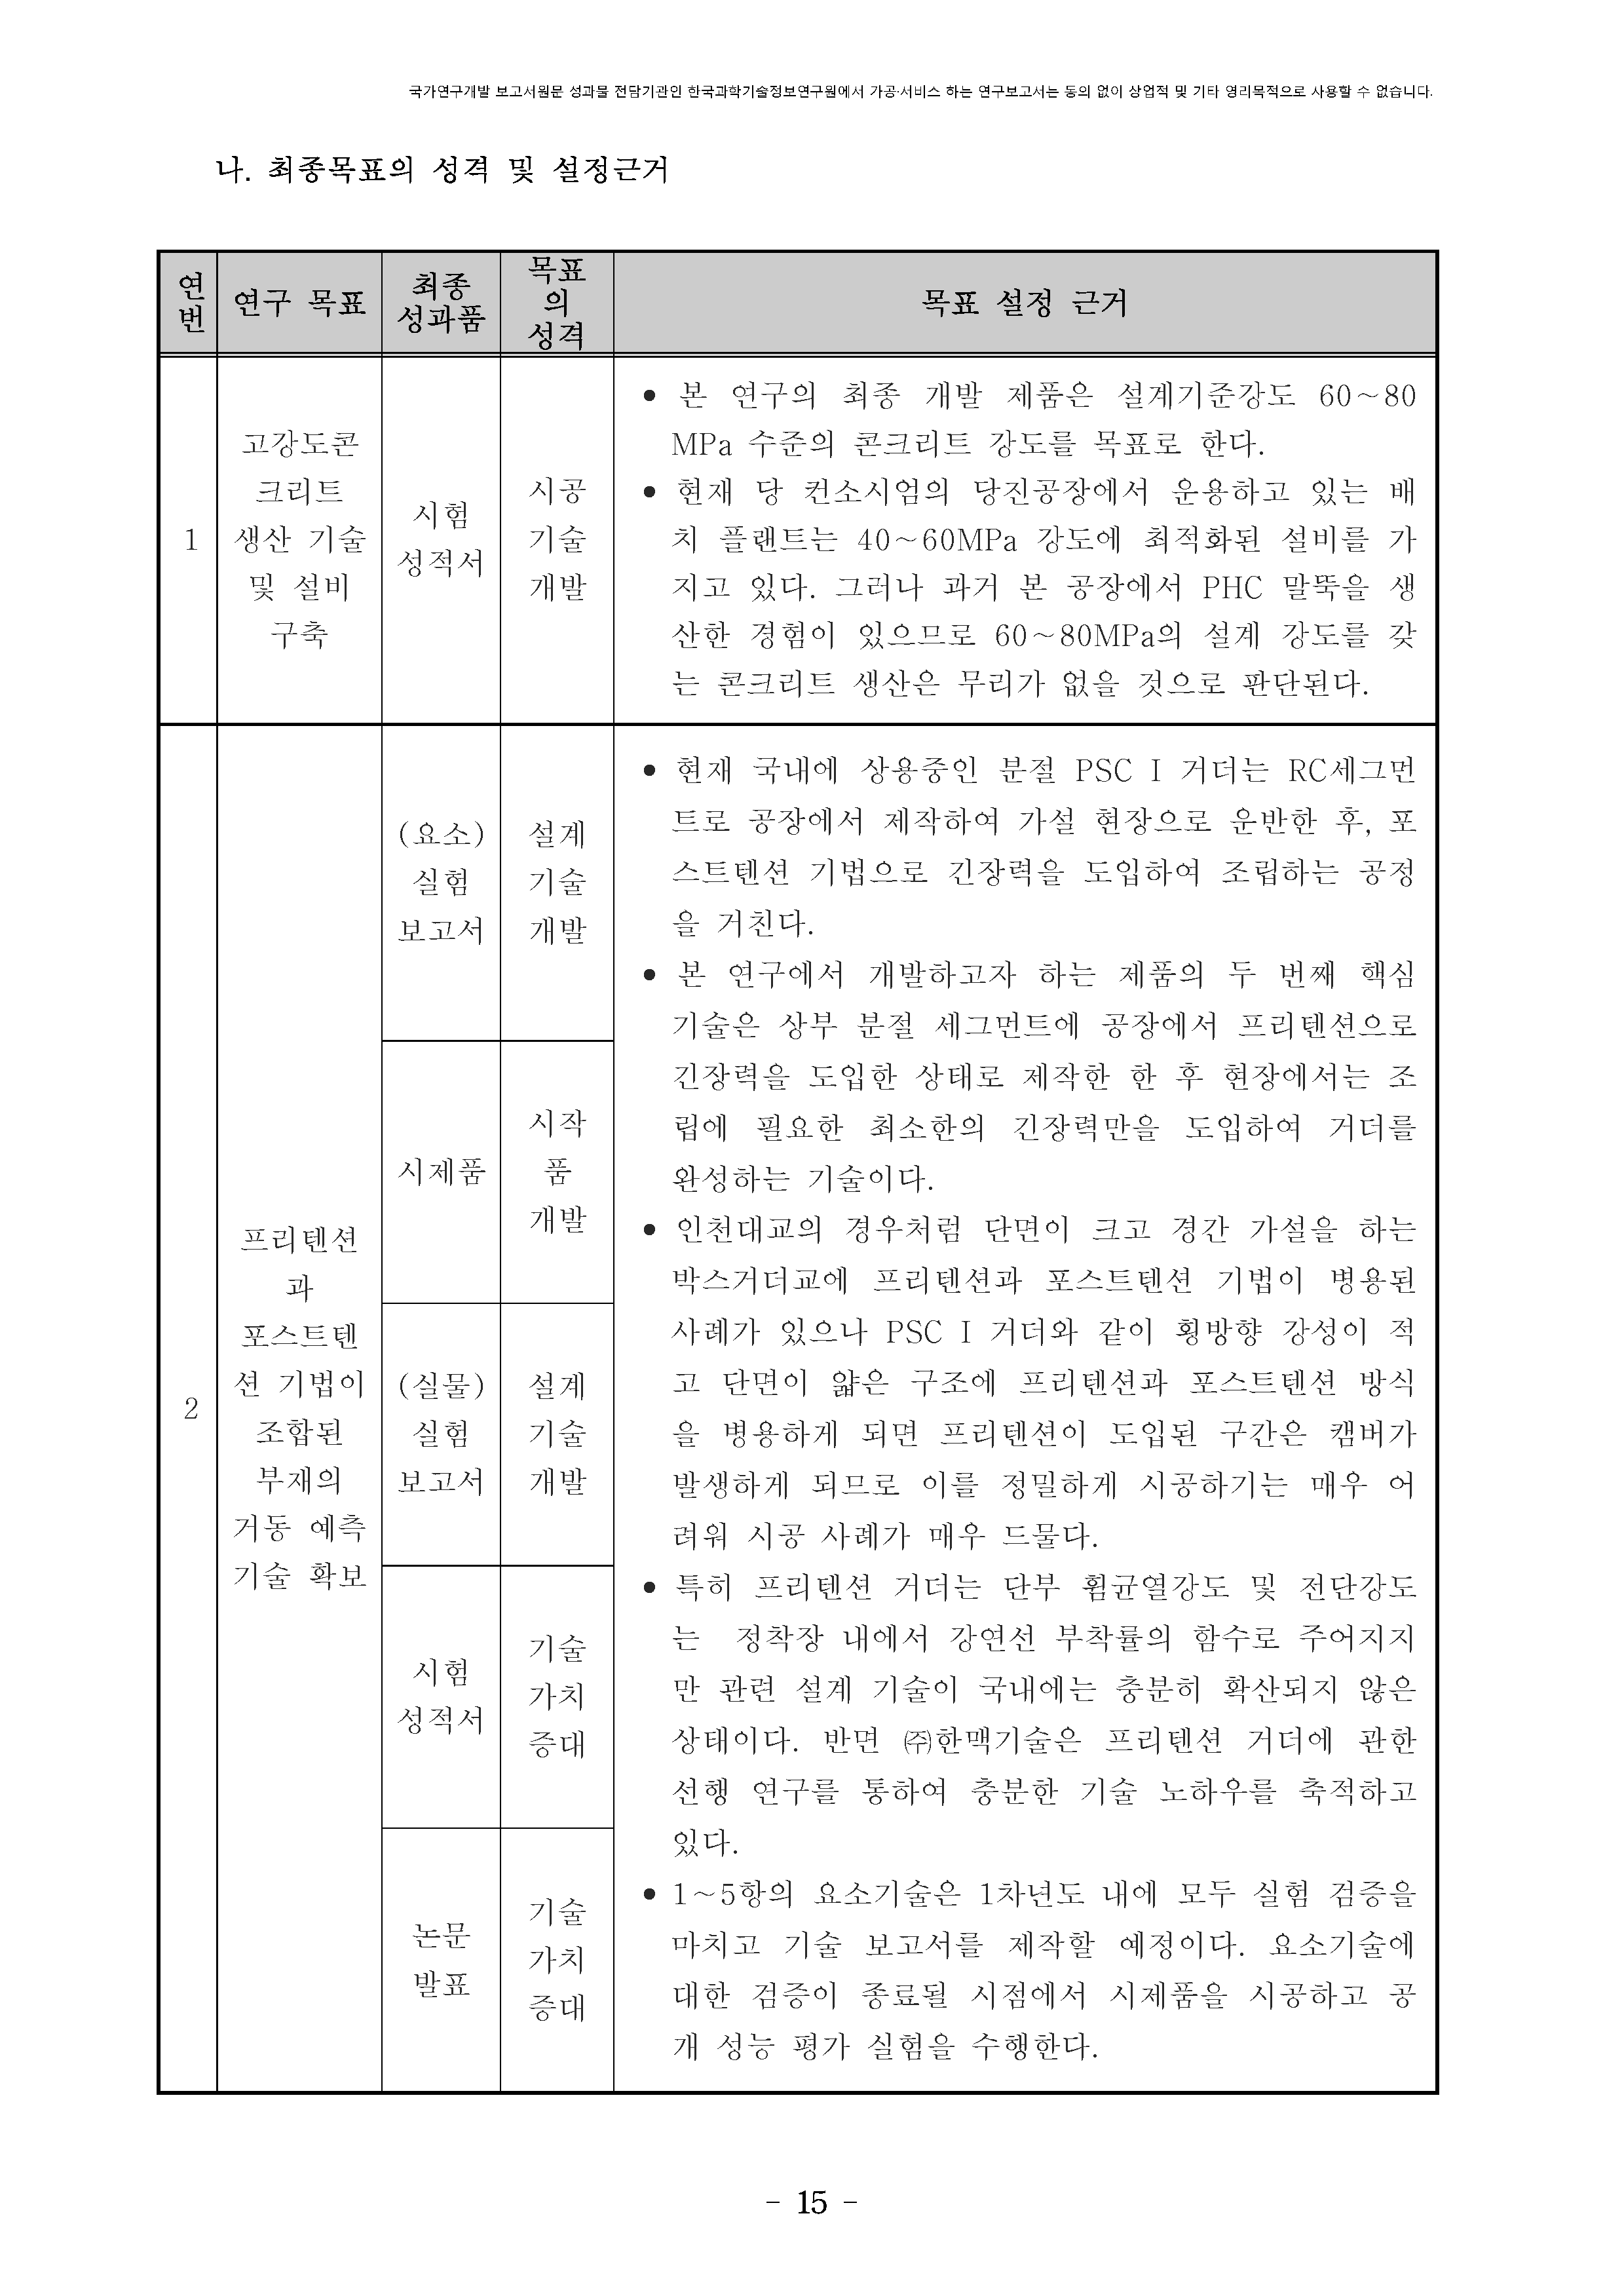 국가연구개발 보고서원문 성과물 전담기관인 한국과학기술정보연구원에서 가공·서비스 하는 연구보고서는 동의 없이 상업적 및 기타 영리목적으로 사용할 수 없습니다.
나. 최종목표의 성격 및 설정근거
연
번
연구 목표
최종
성과품
목표
의
성격
목표 설정 근거
1
고강도콘
크리트
생산 기술
및 설비
구축
시험
성적서
시공
기술
개발
• 본 연구의 최종 개발 제품은 설계기준강도 60~80
MPa 수준의 콘크리트 강도를 목표로 한다.
• 현재 당 컨소시엄의 당진공장에서 운용하고 있는 배
치 플랜트는 40~60MPa 강도에 최적화된 설비를 가
지고 있다. 그러나 과거 본 공장에서 PHC 말뚝을 생
산한 경험이 있으므로 60~80MPa의 설계 강도를 갖
는 콘크리트 생산은 무리가 없을 것으로 판단된다.
2
프리텐션
과
포스트텐
션 기법이
조합된
부재의
거동 예측
기술 확보
(요소)
실험
보고서
설계
기술
개발
시제품
시작
품
개발
(실물)
실험
보고서
설계
기술
개발
시험
성적서
기술
가치
증대
논문
발표
기술
가치
증대
• 현재 국내에 상용중인 분절 PSC I 거더는 RC세그먼
트로 공장에서 제작하여 가설 현장으로 운반한 후, 포
스트텐션 기법으로 긴장력을 도입하여 조립하는 공정
을 거친다.
• 본 연구에서 개발하고자 하는 제품의 두 번째 핵심
기술은 상부 분절 세그먼트에 공장에서 프리텐션으로
긴장력을 도입한 상태로 제작한 한 후 현장에서는 조
립에 필요한 최소한의 긴장력만을 도입하여 거더를
완성하는 기술이다.
• 인천대교의 경우처럼 단면이 크고 경간 가설을 하는
박스거더교에 프리텐션과 포스트텐션 기법이 병용된
사례가 있으나 PSC I 거더와 같이 횡방향 강성이 적
고 단면이 얇은 구조에 프리텐션과 포스트텐션 방식
을 병용하게 되면 프리텐션이 도입된 구간은 캠버가
발생하게 되므로 이를 정밀하게 시공하기는 매우 어
려워 시공 사례가 매우 드물다.
• 특히 프리텐션 거더는 단부 휨균열강도 및 전단강도
는 정착장 내에서 강연선 부착률의 함수로 주어지지
만 관련 설계 기술이 국내에는 충분히 확산되지 않은
상태이다. 반면 ㈜한맥기술은 프리텐션 거더에 관한
선행 연구를 통하여 충분한 기술 노하우를 축적하고
있다.
• 1~5항의 요소기술은 1차년도 내에 모두 실험 검증을
마치고 기술 보고서를 제작할 예정이다. 요소기술에
대한 검증이 종료될 시점에서 시제품을 시공하고 공
개 성능 평가 실험을 수행한다.
- 15 -